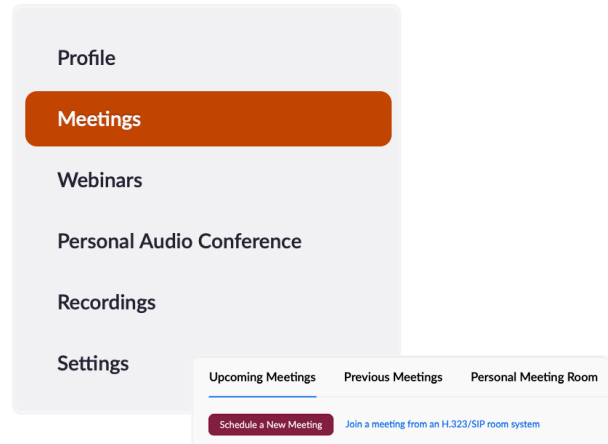 Profile
Meetings
Webinars
Personal Audio Conference
Recordings
Settings
Upcoming Meetings Previous Meetings Personal Meeting Room
Schedule a New Meeting Join a meeting from an H.323/SIP room system